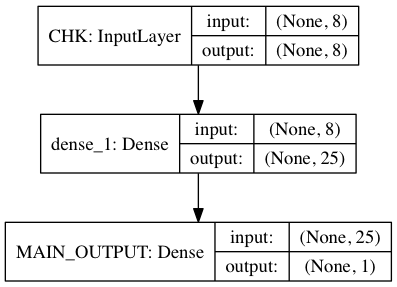 CHK: InputLayer
input: (None, 8)
output: (None, 8)
dense_1: Dense
input: (None, 8)
output: (None, 25)
MAIN_OUTPUT: Dense
input: (None, 25)
output: (None, 1)